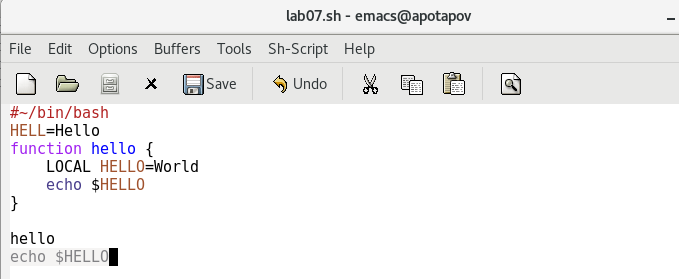 lab07.sh - emacs@apotapov
File Edit Options Buffers Tools Sh-Script Help
Save Undo
#~/bin/bash
HELL=Hello
function hello {
    LOCAL HELLO=World
    echo $HELLO
}
hello
echo $HELLO